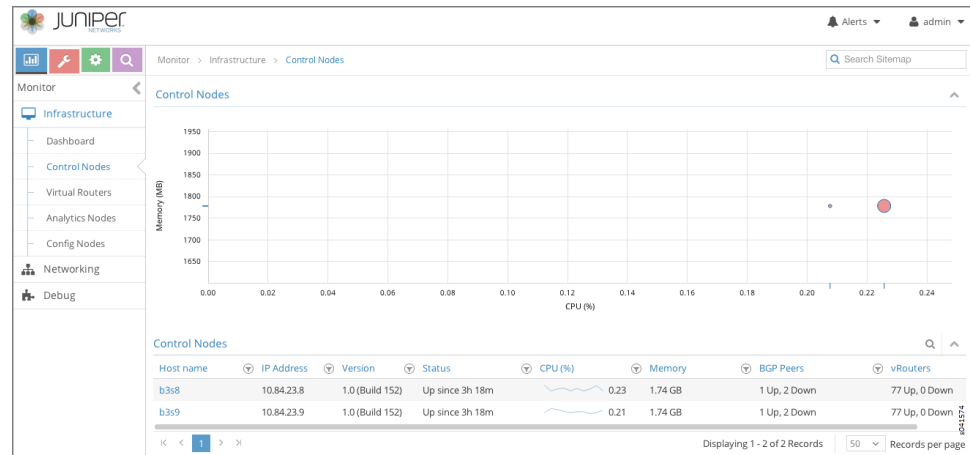 JUNIPER
NETWORKS
Alerts
admin
Monitor > Infrastructure > Control Nodes
Search Sitemap
Monitor
Infrastructure
Dashboard
Control Nodes
Virtual Routers
Analytics Nodes
Config Nodes
Networking
Debug
Control Nodes
Memory (MB)
1950
1900
1850
1800
1750
1700
1650
0.00 0.02 0.04 0.06 0.08 0.10 0.12 0.14 0.16 0.18 0.20 0.22 0.24
CPU (%)
Control Nodes
Host name IP Address Version Status CPU (%) Memory BGP Peers vRouters
b3s8 10.84.23.8 1.0 (Build 152) Up since 3h 18m 0.23 1.74 GB 1 Up, 2 Down 77 Up, 0 Down
b3s9 10.84.23.9 1.0 (Build 152) Up since 3h 18m 0.21 1.74 GB 1 Up, 2 Down 77 Up, 0 Down
1
Displaying 1 - 2 of 2 Records 50 Records per page
s041574